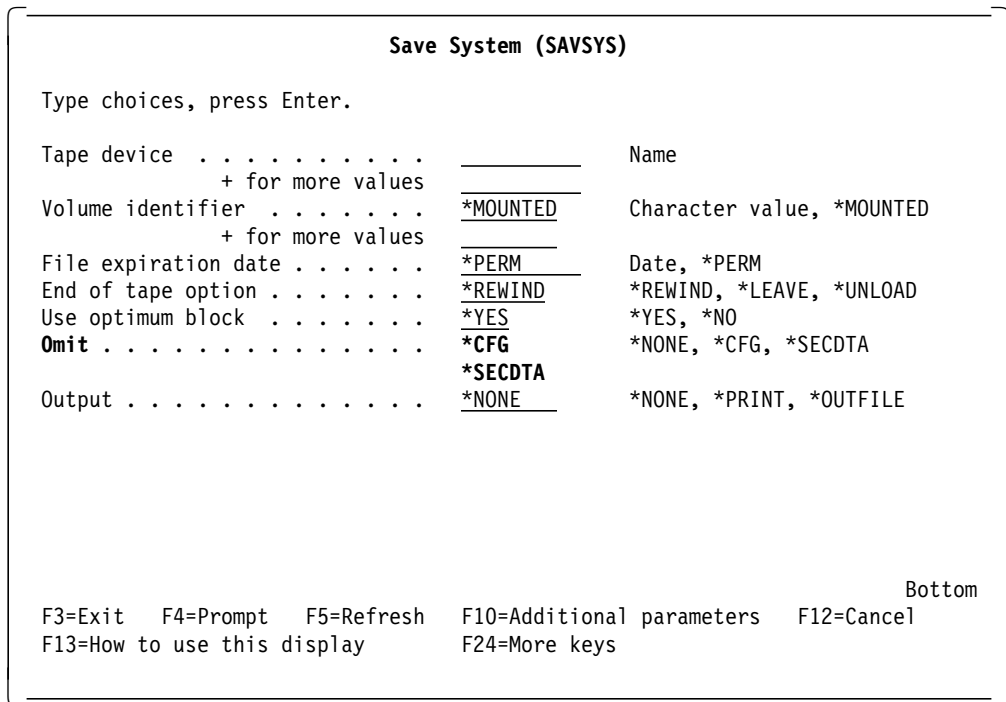 Save System (SAVSYS)
Type choices, press Enter.
Tape device . . . . . . . . . . __________ Name
+ for more values __________
Volume identifier . . . . . . . *MOUNTED Character value, *MOUNTED
+ for more values ________
File expiration date . . . . . . *PERM Date, *PERM
End of tape option . . . . . . . *REWIND *REWIND, *LEAVE, *UNLOAD
Use optimum block . . . . . . . *YES *YES, *NO
Omit . . . . . . . . . . . . . . *CFG *NONE, *CFG, *SECDTA
*SECDTA
Output . . . . . . . . . . . . . *NONE *NONE, *PRINT, *OUTFILE
Bottom
F3=Exit F4=Prompt F5=Refresh F10=Additional parameters F12=Cancel
F13=How to use this display F24=More keys